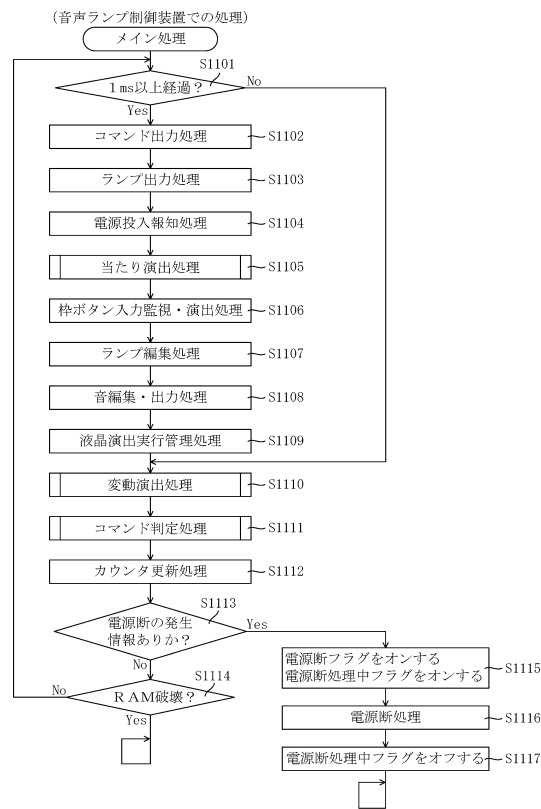 (音声ランプ制御装置での処理)
メイン処理
S1101
1ms以上経過?
No
Yes
コマンド出力処理
S1102
ランプ出力処理
S1103
電源投入報知処理
S1104
当たり演出処理
S1105
枠ボタン入力監視・演出処理
S1106
ランプ編集処理
S1107
音編集・出力処理
S1108
液晶演出実行管理処理
S1109
変動演出処理
S1110
コマンド判定処理
S1111
カウンタ更新処理
S1112
S1113
電源断の発生
情報ありか?
Yes
No
S1114
RAM破壊?
No
Yes
電源断フラグをオンする
電源断処理中フラグをオンする
S1115
電源断処理
S1116
電源断処理中フラグをオフする
S1117